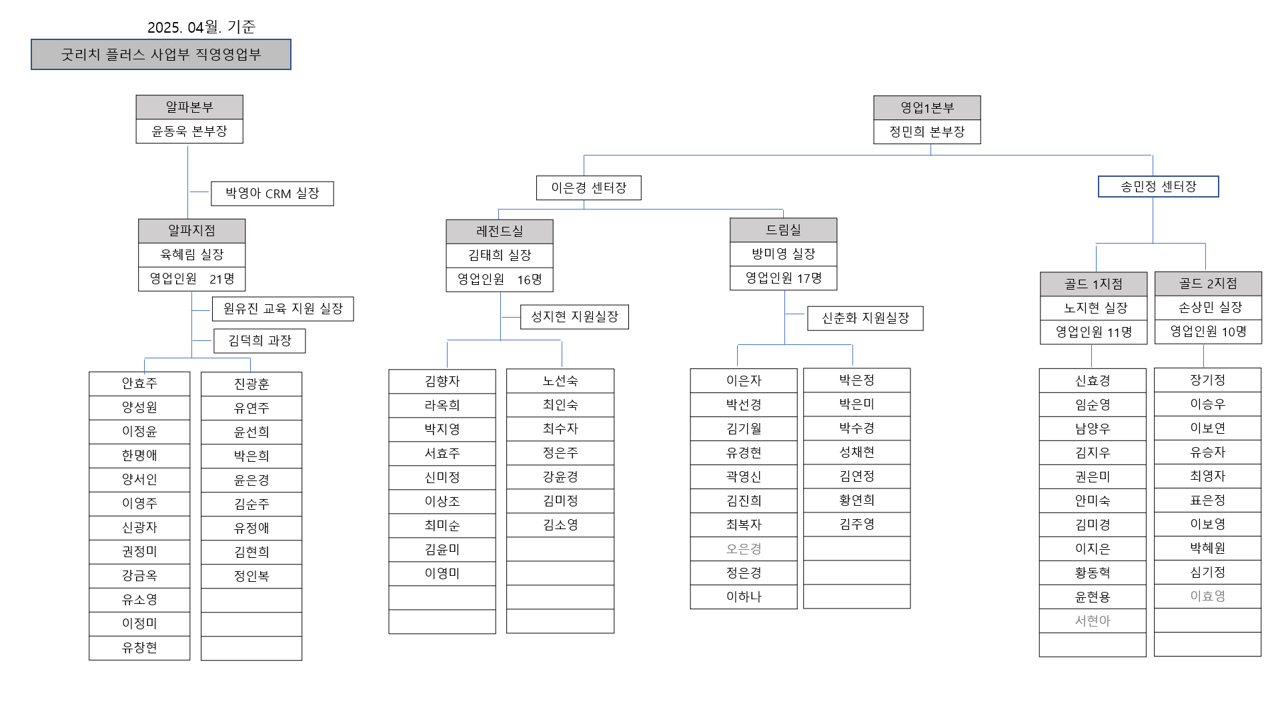 2025. 04월. 기준
굿리치 플러스 사업부 직영영업부
알파본부
윤동욱 본부장
박영아 CRM 실장
알파지점
육혜림 실장
영업인원 21명
원유진 교육 지원 실장
김덕희 과장
안효주
양성원
이정윤
한명애
양서인
이영주
신광자
권정미
강금옥
유소영
이정미
유창현
진광훈
유연주
윤선희
박은희
윤은경
김순주
유정애
김현희
정인복
영업1본부
정민희 본부장
이은경 센터장
레전드실
김태희 실장
영업인원 16명
성지현 지원실장
김향자
라옥희
박지영
서효주
신미정
이상조
최미순
김윤미
이영미
노선숙
최인숙
최수자
정은주
강윤경
김미정
김소영
드림실
방미영 실장
영업인원 17명
신춘화 지원실장
이은자
박선경
김기월
유경현
곽영신
김진희
최복자
오은경
정은경
이하나
박은정
박은미
박수경
성채현
김연정
황연희
김주영
송민정 센터장
골드 1지점
노지현 실장
영업인원 11명
신효경
임순영
남양우
김지우
권은미
안미숙
김미경
이지은
황동혁
윤현용
서현아
골드 2지점
손상민 실장
영업인원 10명
장기정
이승우
이보연
유승자
최영자
표은정
이보영
박혜원
심기정
이효영